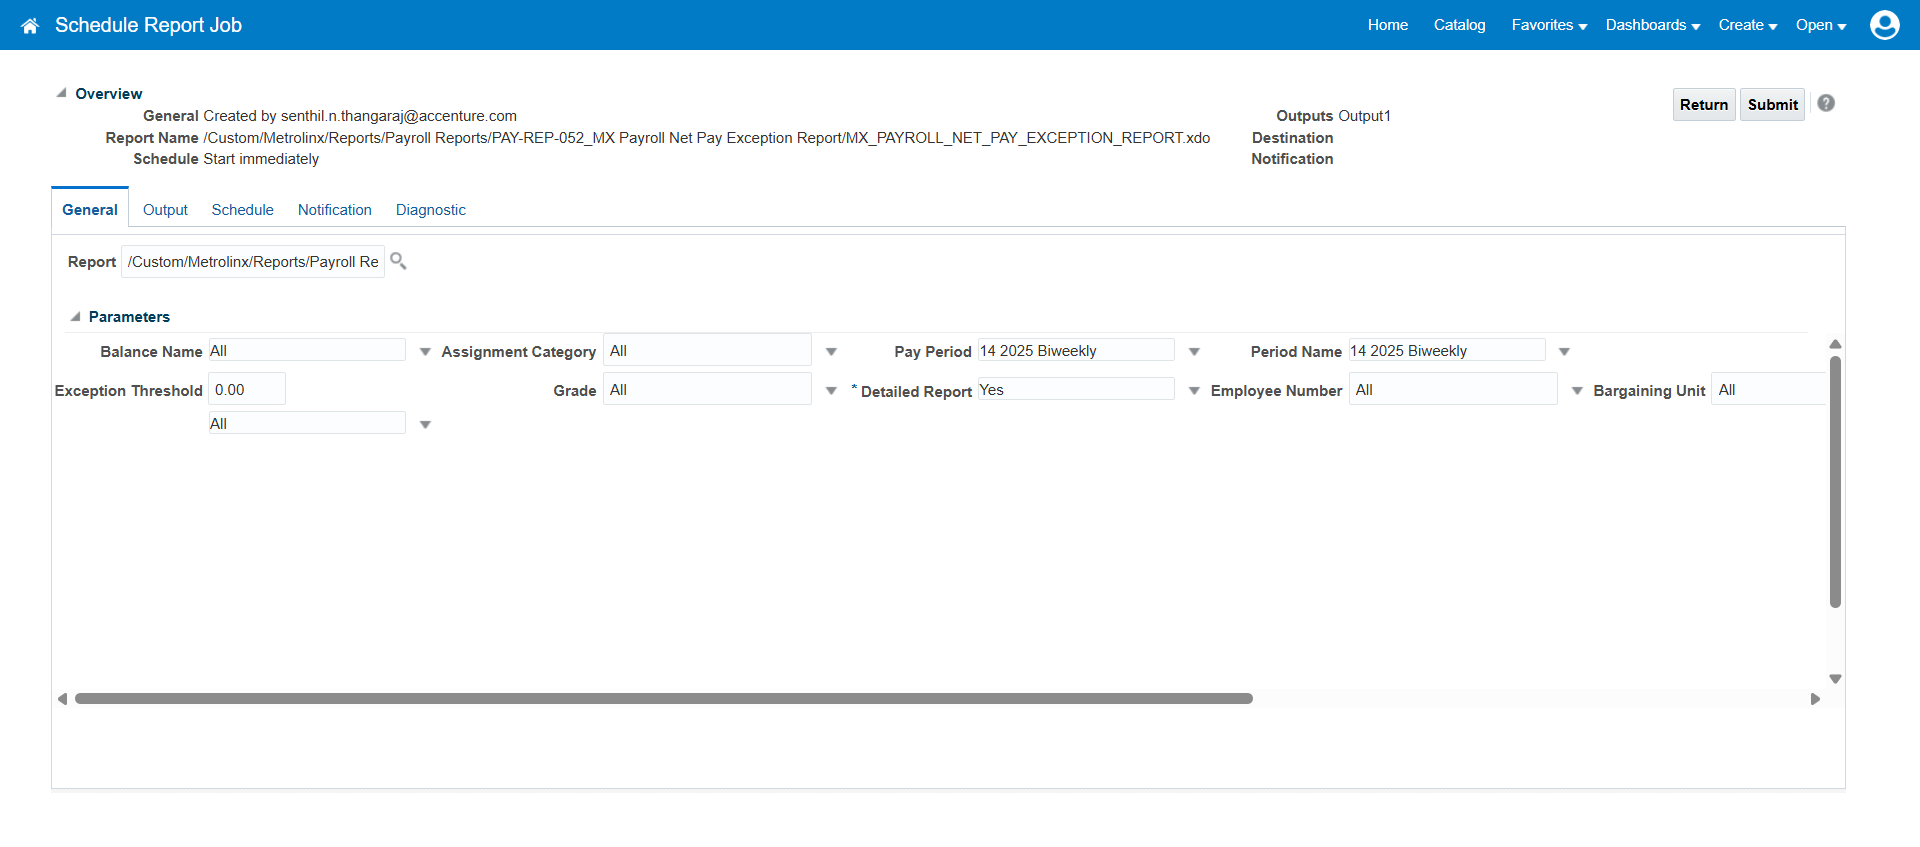 Schedule Report Job
Home Catalog Favorites Dashboards Create Open
Overview
Return Submit ?
General Created by senthil.n.thangaraj@accenture.com
Outputs Output1
Report Name /Custom/Metrolinx/Reports/Payroll Reports/PAY-REP-052_MX Payroll Net Pay Exception Report/MX_PAYROLL_NET_PAY_EXCEPTION_REPORT.xdo
Destination
Schedule Start immediately
Notification
General Output Schedule Notification Diagnostic
Report /Custom/Metrolinx/Reports/Payroll Re
Parameters
Balance Name All Assignment Category All Pay Period 14 2025 Biweekly Period Name 14 2025 Biweekly
Exception Threshold 0.00 Grade All * Detailed Report Yes Employee Number All Bargaining Unit All
All